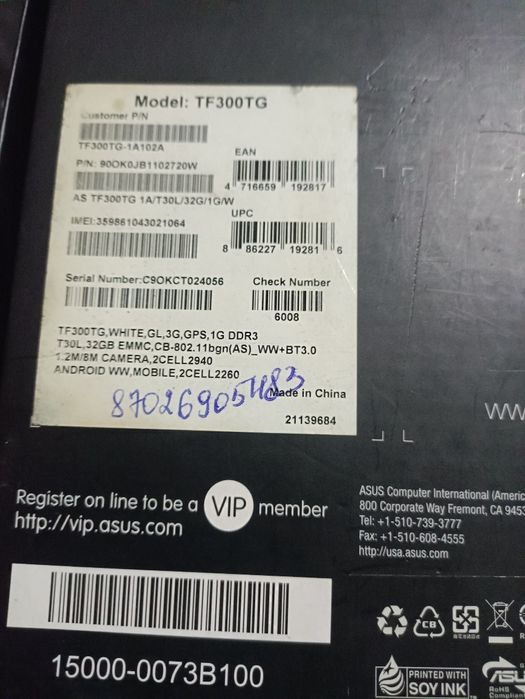 Model: TF300TG
Customer P/N
TF300TG-1A102A
P/N: 90OK0JB1102720W
EAN
4 716659 192817
AS TF300TG 1A/T30L/32G/1G/W
UPC
IMEI:359861043021064
8 86227 19281 6
Serial Number:C9OKCT024056
Check Number
6008
TF300TG,WHITE,GL,3G,GPS,1G DDR3
T30L,32GB EMMC,CB-802.11bgn(AS)_WW+BT3.0
1.2M/8M CAMERA,2CELL2940
ANDROID WW,MOBILE,2CELL2260
Made in China
21139684
WW
Register on line to be a VIP member
http://vip.asus.com
ASUS Computer International (Americ
800 Corporate Way Fremont, CA 9453
Tel: +1-510-739-3777
Fax: +1-510-608-4555
http://usa.asus.com
15000-0073B100
CB
PRINTED WITH
SOY INK
RoHS